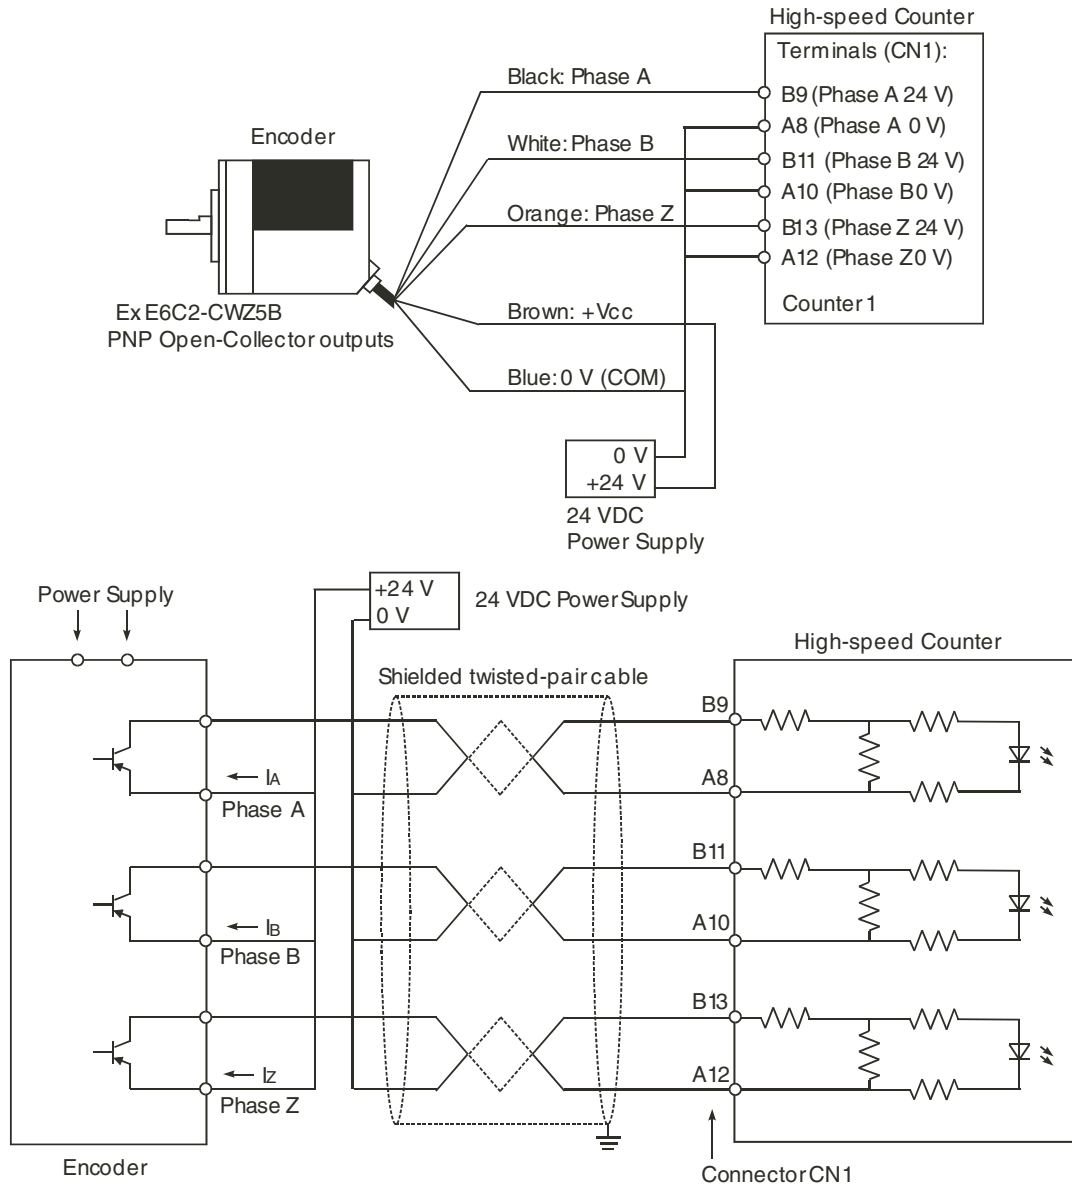 High-speed Counter
Terminals (CN1):
Black: Phase A
B9 (Phase A 24 V)
A8 (Phase A 0 V)
Encoder
White: Phase B
B11 (Phase B 24 V)
A10 (Phase B 0 V)
Orange: Phase Z
B13 (Phase Z 24 V)
A12 (Phase Z 0 V)
Ex E6C2-CWZ5B
PNP Open-Collector outputs
Brown: +Vcc
Counter 1
Blue: 0 V (COM)
0 V
+24 V
24 VDC
Power Supply
Power Supply
+24 V
0 V
24 VDC Power Supply
High-speed Counter
Shielded twisted-pair cable
B9
IA
A8
Phase A
B11
IB
A10
Phase B
B13
IZ
A12
Phase Z
Encoder
Connector CN1